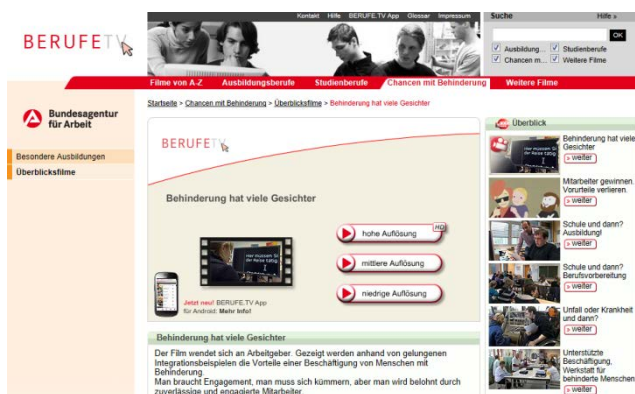 Kontakt Hilfe BERUFE.TV App Glossar Impressum
Suche Hilfe »
BERUFETV
OK
Ausbildung... Studienberufe
Chancen m... Weitere Filme
Filme von A-Z Ausbildungsberufe Studienberufe Chancen mit Behinderung Weitere Filme
Startseite > Chancen mit Behinderung > Überblicksfilme > Behinderung hat viele Gesichter
Bundesagentur
für Arbeit
Besondere Ausbildungen
Überblicksfilme
BERUFETV
Behinderung hat viele Gesichter
hohe Auflösung HD
mittlere Auflösung
niedrige Auflösung
Jetzt neu! BERUFE.TV App
für Android: Mehr Info!
Behinderung hat viele Gesichter
Der Film wendet sich an Arbeitgeber. Gezeigt werden anhand von gelungenen
Integrationsbeispielen die Vorteile einer Beschäftigung von Menschen mit
Behinderung.
Man braucht Engagement, man muss sich kümmern, aber man wird belohnt durch
zuverlässige und engagierte Mitarbeiter.
Überblick
Behinderung hat viele
Gesichter
» weiter
Mitarbeiter gewinnen.
Vorurteile verlieren.
» weiter
Schule und dann?
Ausbildung!
» weiter
Schule und dann?
Berufsvorbereitung
» weiter
Unfall oder Krankheit
und dann?
» weiter
Unterstützte
Beschäftigung,
Werkstatt für
behinderte Menschen
» weiter